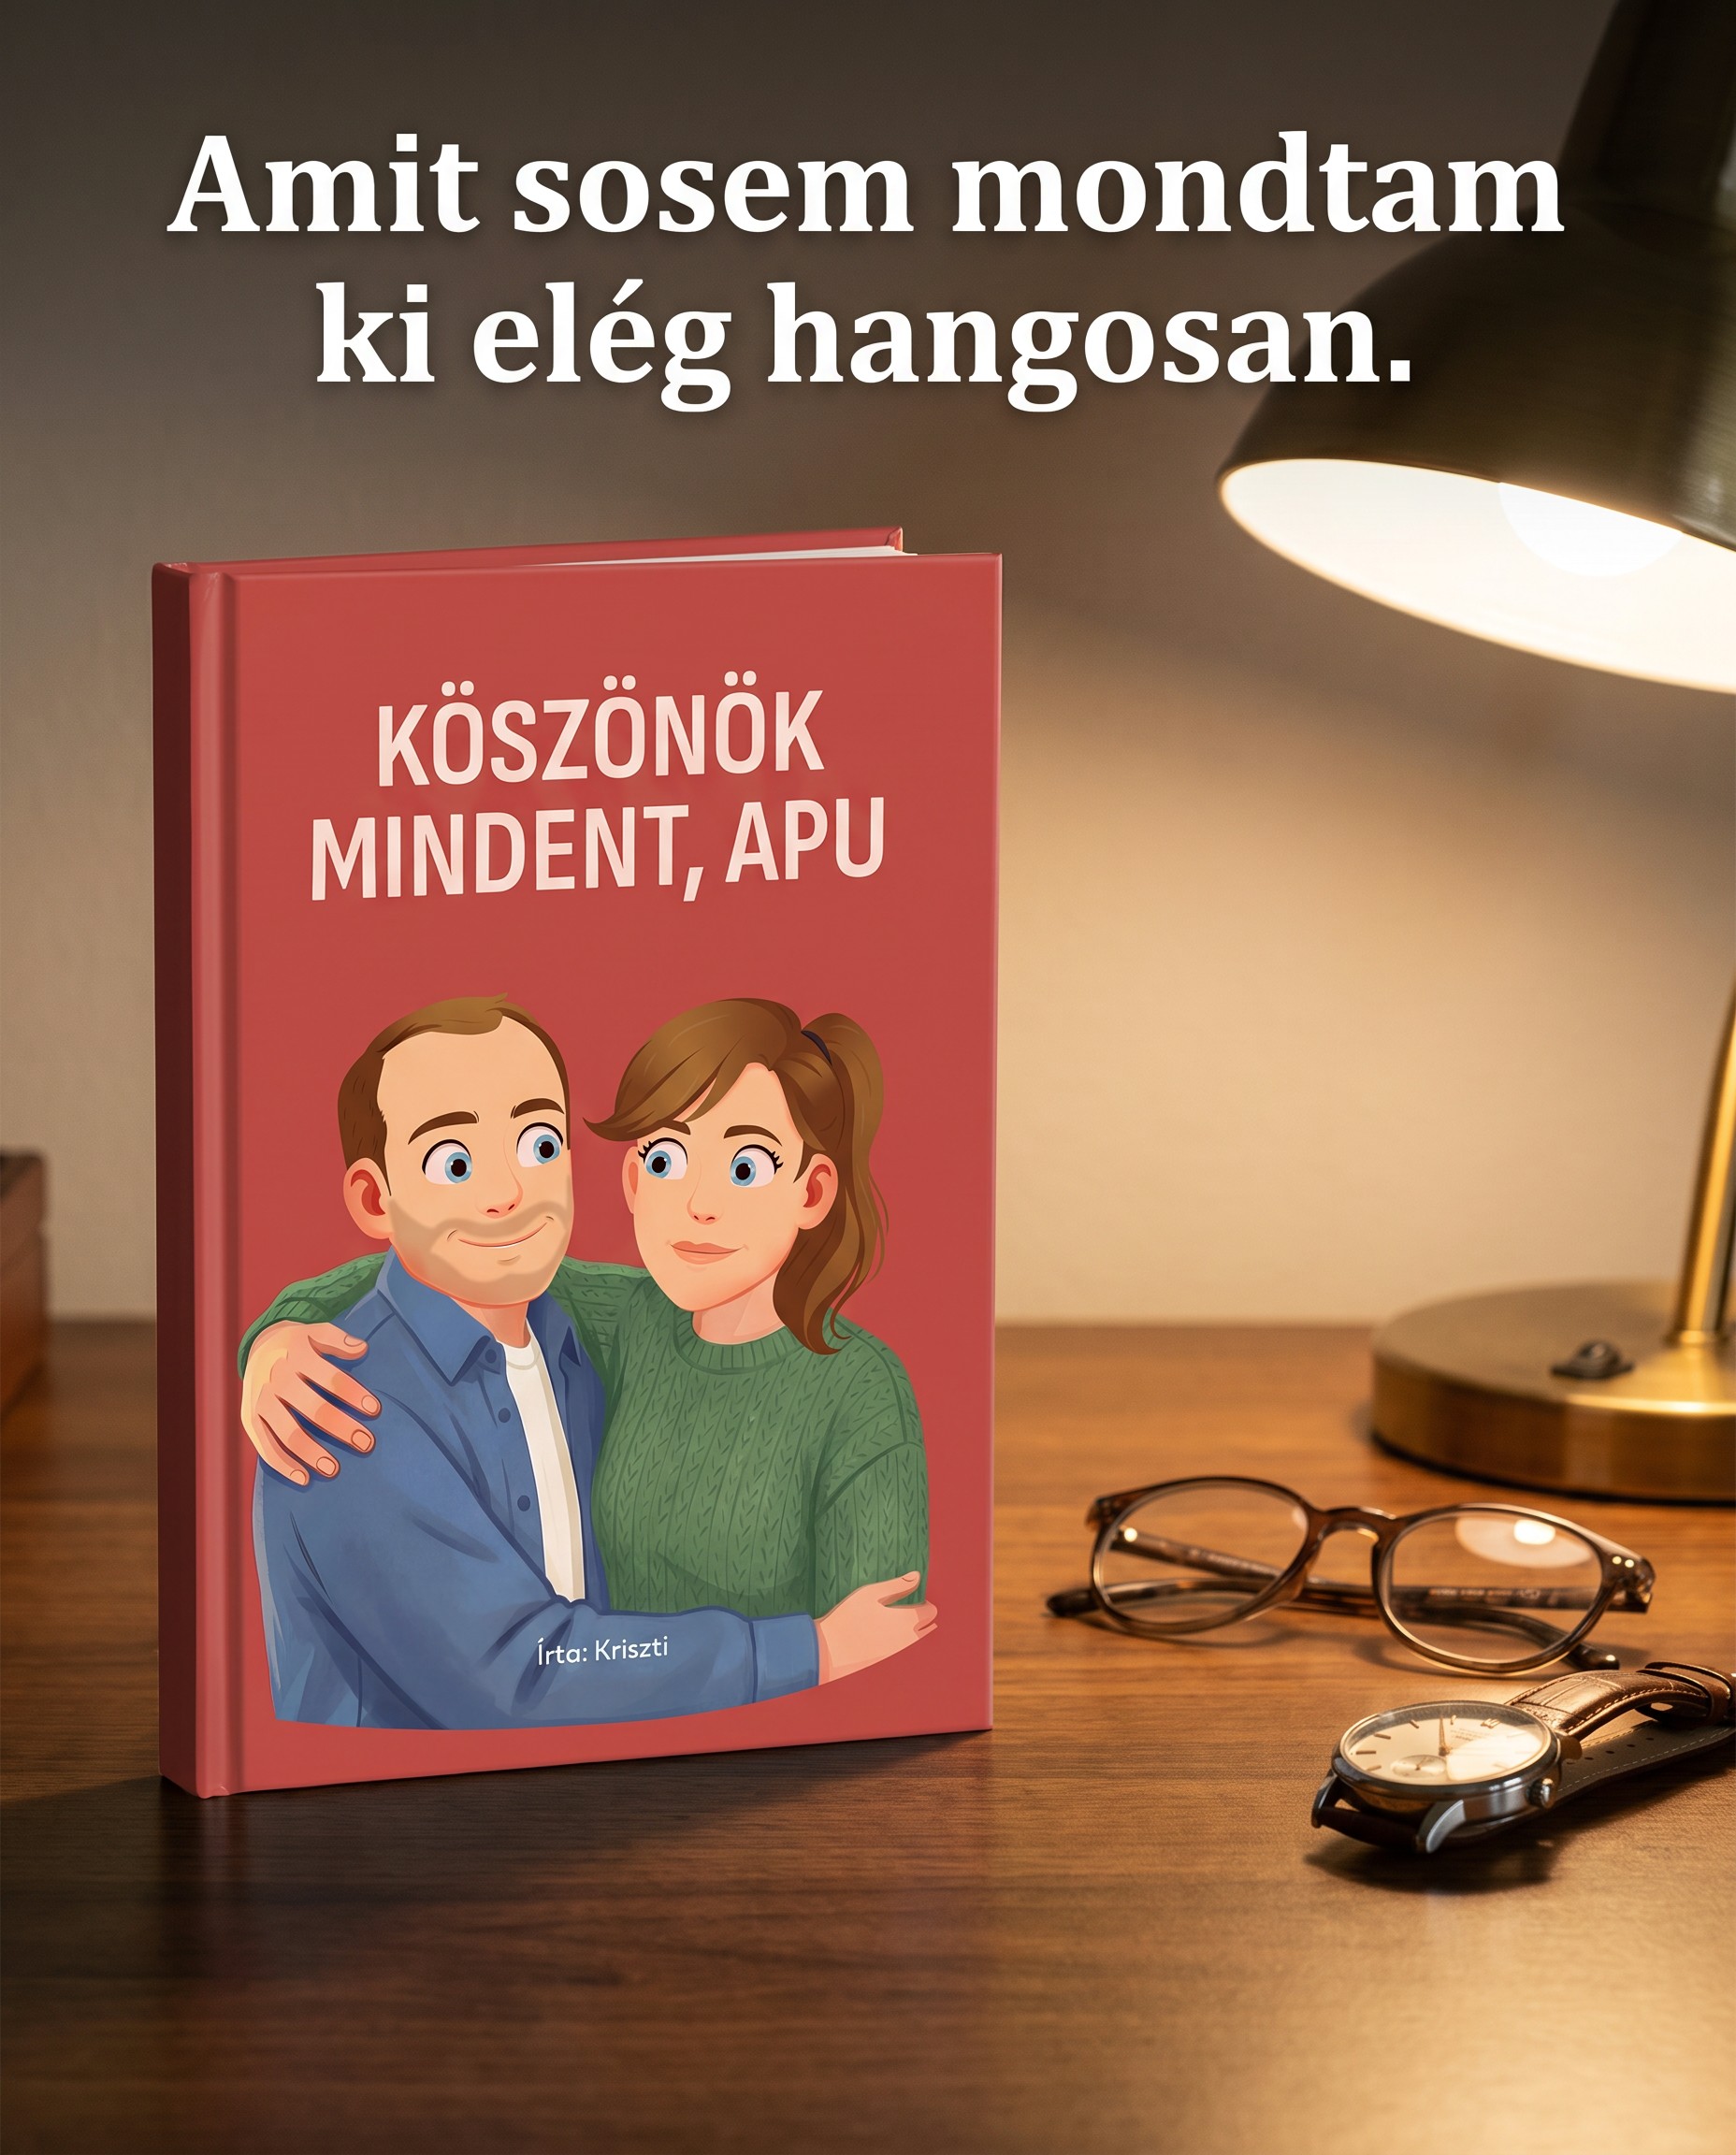 Amit sosem mondtam
ki elég hangosan.
KÖSZÖNÖK
MINDENT, APU
Írta: Kriszti